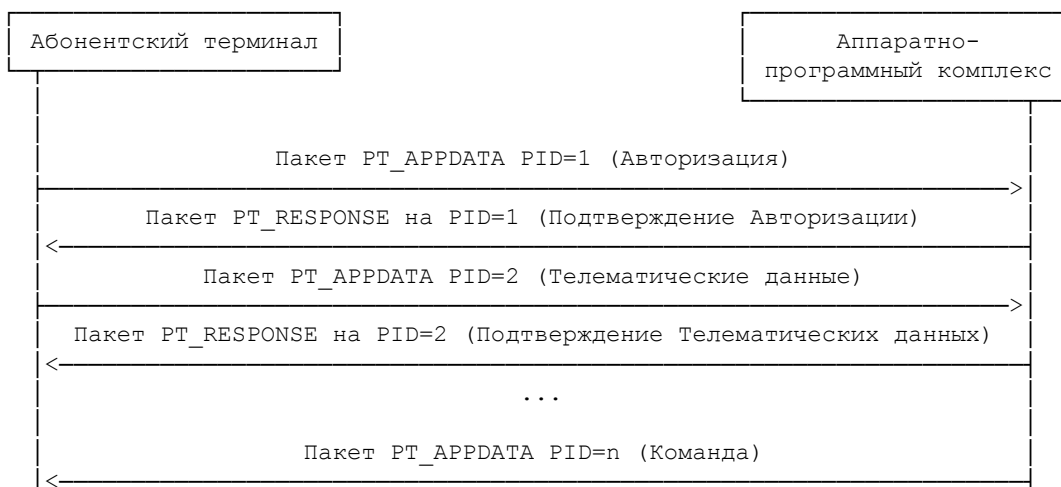 Абонентский терминал
Аппаратно-
программный комплекс
Пакет PT_APPDATA PID=1 (Авторизация)
Пакет PT_RESPONSE на PID=1 (Подтверждение Авторизации)
Пакет PT_APPDATA PID=2 (Телематические данные)
Пакет PT_RESPONSE на PID=2 (Подтверждение Телематических данных)
...
Пакет PT_APPDATA PID=n (Команда)